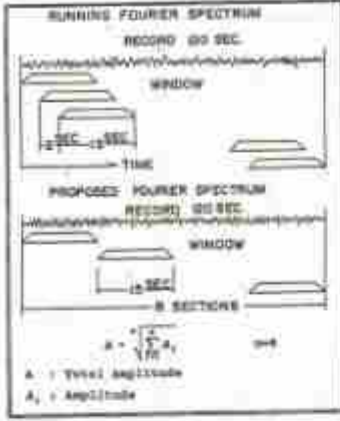 RUNNING FOURIER SPECTRUM
RECORD 120 SEC.
WINDOW
SEC SEC
TIME
PROPOSED FOURIER SPECTRUM
RECORD 120 SEC
WINDOW
SEC
8 SECTIONS
A : Total Amplitude
A, : Amplitude